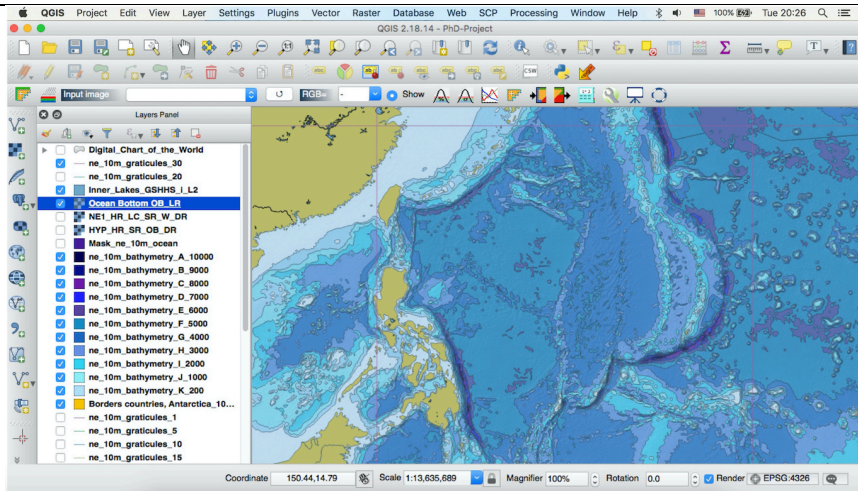 QGIS Project Edit View Layer Settings Plugins Vector Raster Database Web SCP Processing Window Help 100% Tue 20:26
QGIS 2.18.14 - PhD-Project
CSW
Input image RGB= - Show
Layers Panel
Digital_Chart_of_the_World
ne_10m_graticules_30
ne_10m_graticules_20
Inner_Lakes_GSHHS_i_L2
Ocean Bottom OB_LR
NE1_HR_LC_SR_W_DR
HYP_HR_SR_OB_DR
Mask_ne_10m_ocean
ne_10m_bathymetry_A_10000
ne_10m_bathymetry_B_9000
ne_10m_bathymetry_C_8000
ne_10m_bathymetry_D_7000
ne_10m_bathymetry_E_6000
ne_10m_bathymetry_F_5000
ne_10m_bathymetry_G_4000
ne_10m_bathymetry_H_3000
ne_10m_bathymetry_I_2000
ne_10m_bathymetry_J_1000
ne_10m_bathymetry_K_200
Borders countries, Antarctica_10...
ne_10m_graticules_1
ne_10m_graticules_5
ne_10m_graticules_10
ne_10m_graticules_15
Coordinate 150.44,14.79 Scale 1:13,635,689 Magnifier 100% Rotation 0.0 Render EPSG:4326